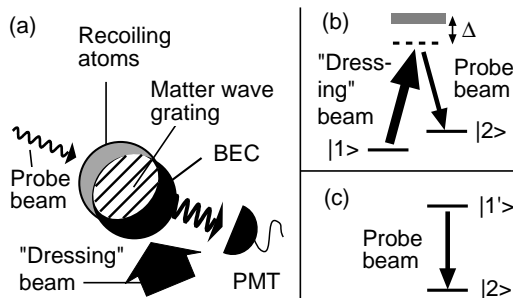 (a)
Recoiling
atoms
Matter wave
grating
BEC
Probe
beam
"Dressing"
beam
PMT
(b)
Δ
"Dress-
ing"
beam
Probe
beam
|1>
|2>
(c)
|1'>
Probe
beam
|2>